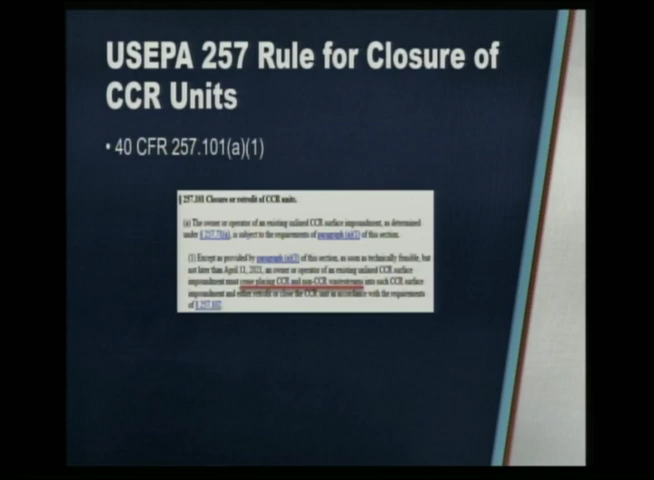 USEPA 257 Rule for Closure of
CCR Units
• 40 CFR 257.101(a)(1)
§ 257.101 Closure or retrofit of CCR units.
(a) The owner or operator of an existing unlined CCR surface impoundment, as determined
under § 257.71(a), is subject to the requirements of paragraph (a)(1) of this section.
(1) Except as provided by paragraph (a)(3) of this section, as soon as technically feasible, but
not later than April 11, 2021, an owner or operator of an existing unlined CCR surface
impoundment must cease placing CCR and non-CCR wastestreams into such CCR surface
impoundment and either retrofit or close the CCR unit in accordance with the requirements
of § 257.102.